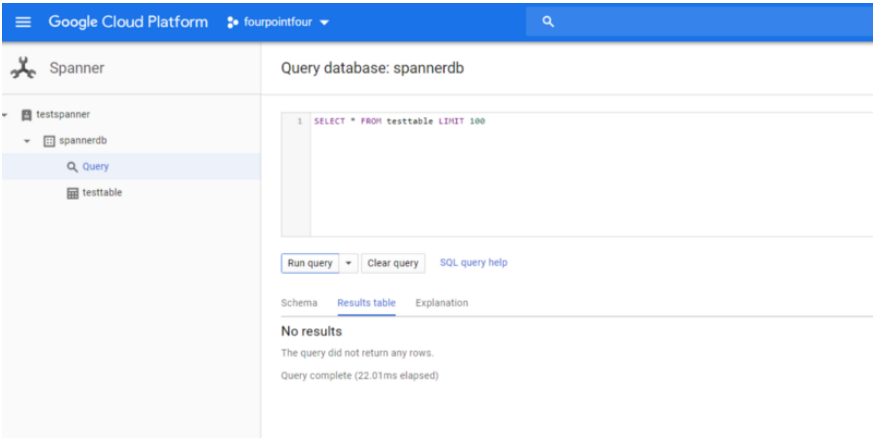 Google Cloud Platform fourpointfour
Spanner
Query database: spannerdb
testspanner
spannerdb
Query
testtable
1 SELECT * FROM testtable LIMIT 100
Run query Clear query SQL query help
Schema Results table Explanation
No results
The query did not return any rows.
Query complete (22.01ms elapsed)